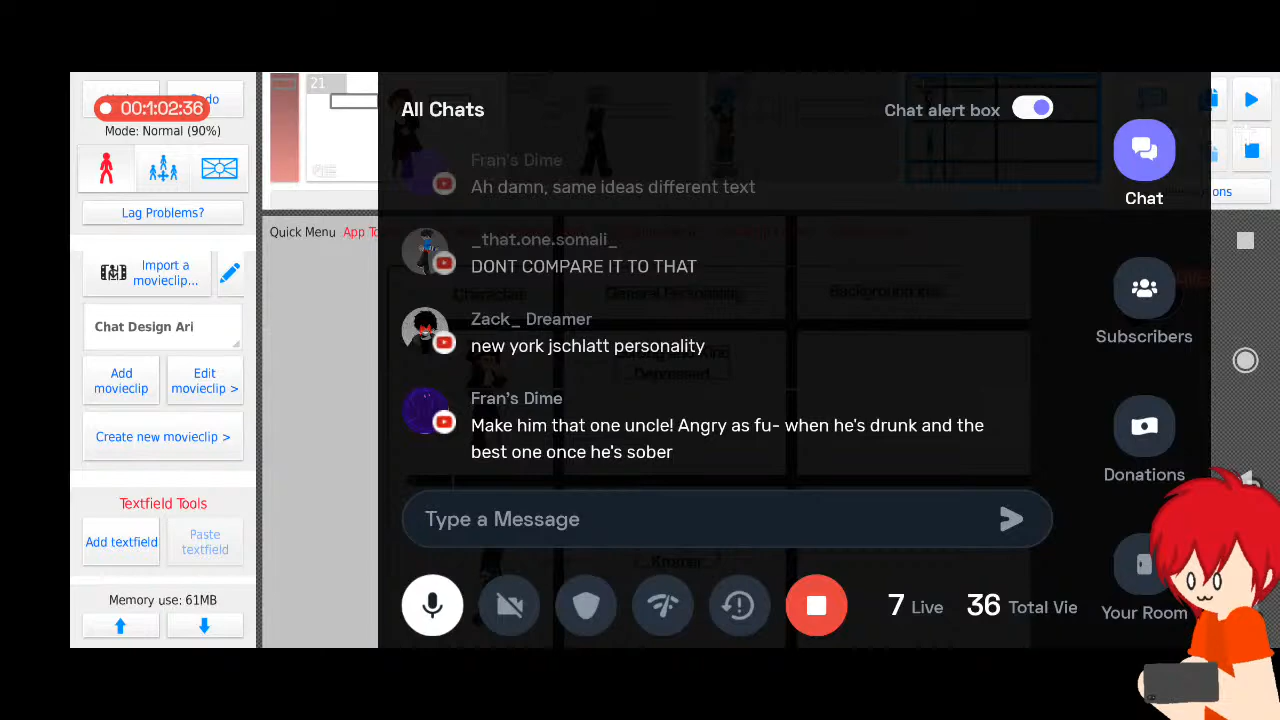 00:1:02:36
Mode: Normal (90%)
Lag Problems?
Import a
movieclip...
Chat Design Ari
Add
movieclip
Edit
movieclip >
Create new movieclip >
Textfield Tools
Add textfield
Paste
textfield
Memory use: 61MB
21
Quick Menu
All Chats
Chat alert box
Fran's Dime
Ah damn, same ideas different text
_that.one.somali_
DONT COMPARE IT TO THAT
Zack_ Dreamer
new york jschlatt personality
Fran's Dime
Make him that one uncle! Angry as fu- when he's drunk and the
best one once he's sober
Type a Message
7 Live
36 Total Vie
Chat
Subscribers
Donations
Your Room